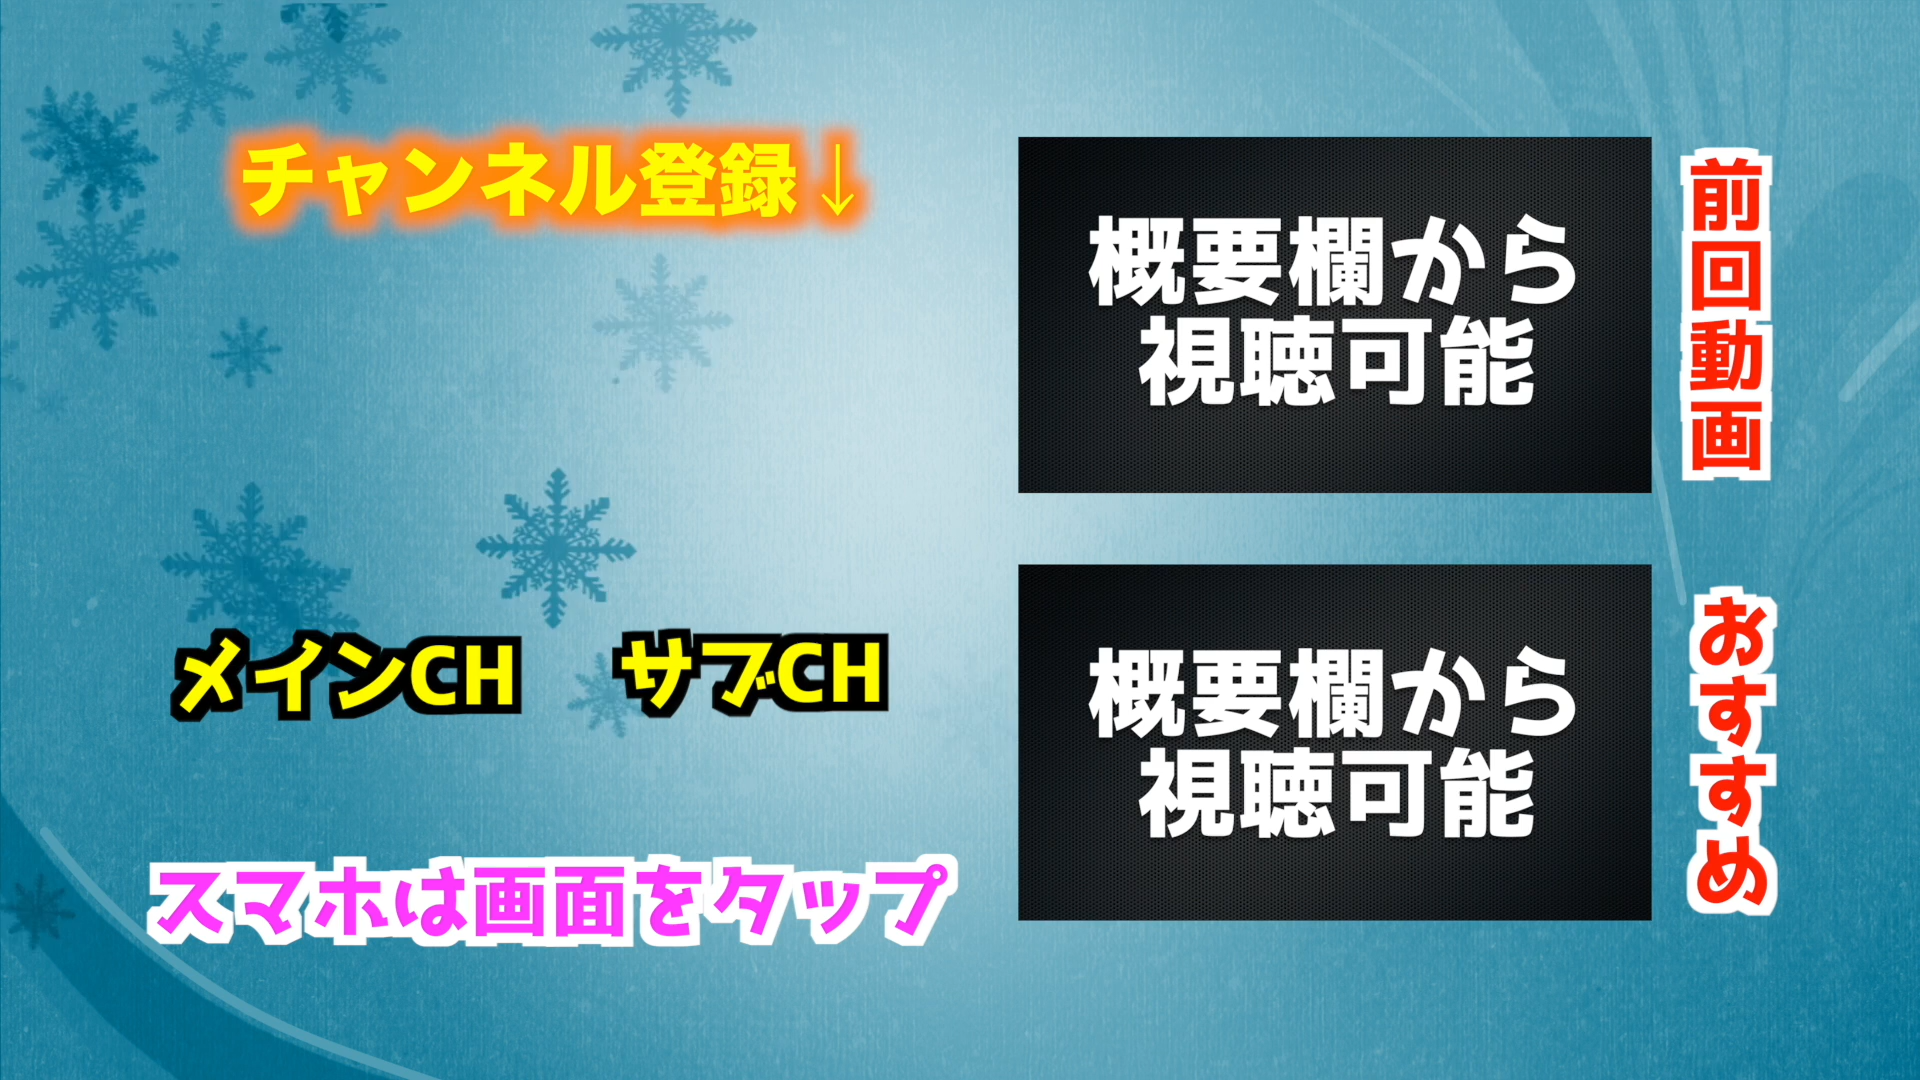 チャンネル登録↓
メインCH
サブCH
スマホは画面をタップ
概要欄から
視聴可能
前回動画
概要欄から
視聴可能
おすすめ